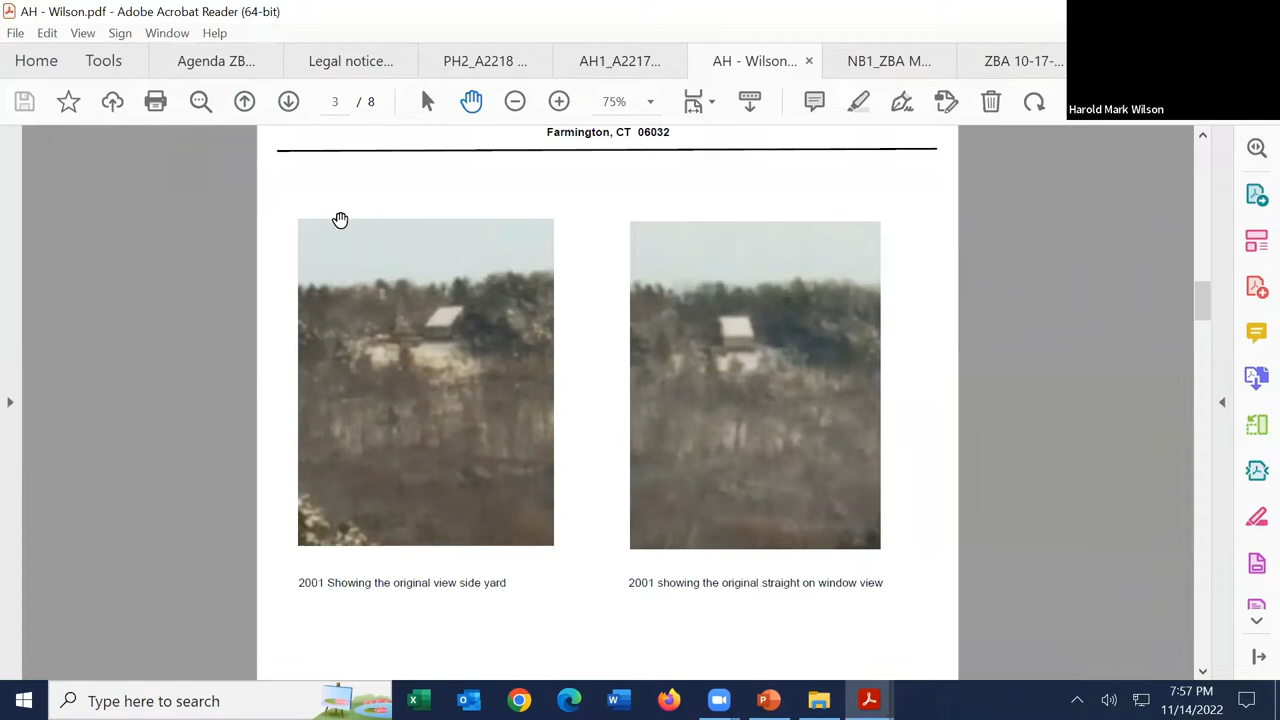 AH - Wilson.pdf - Adobe Acrobat Reader (64-bit)
File Edit View Sign Window Help
Home Tools Agenda ZB... Legal notice... PH2_A2218 ... AH1_A2217... AH - Wilson... × NB1_ZBA M... ZBA 10-17-...
3 / 8 75%
Harold Mark Wilson
Farmington, CT 06032
2001 Showing the original view side yard
2001 showing the original straight on window view
Type here to search
7:57 PM
11/14/2022